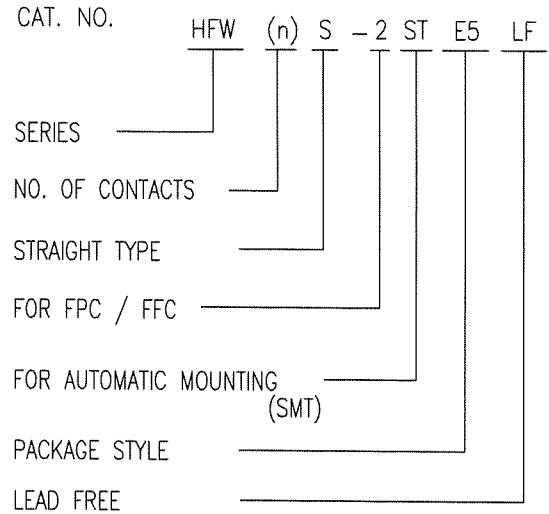 CAT. NO.
HFW (n) S - 2 ST E5 LF
SERIES
NO. OF CONTACTS
STRAIGHT TYPE
FOR FPC / FFC
FOR AUTOMATIC MOUNTING
(SMT)
PACKAGE STYLE
LEAD FREE